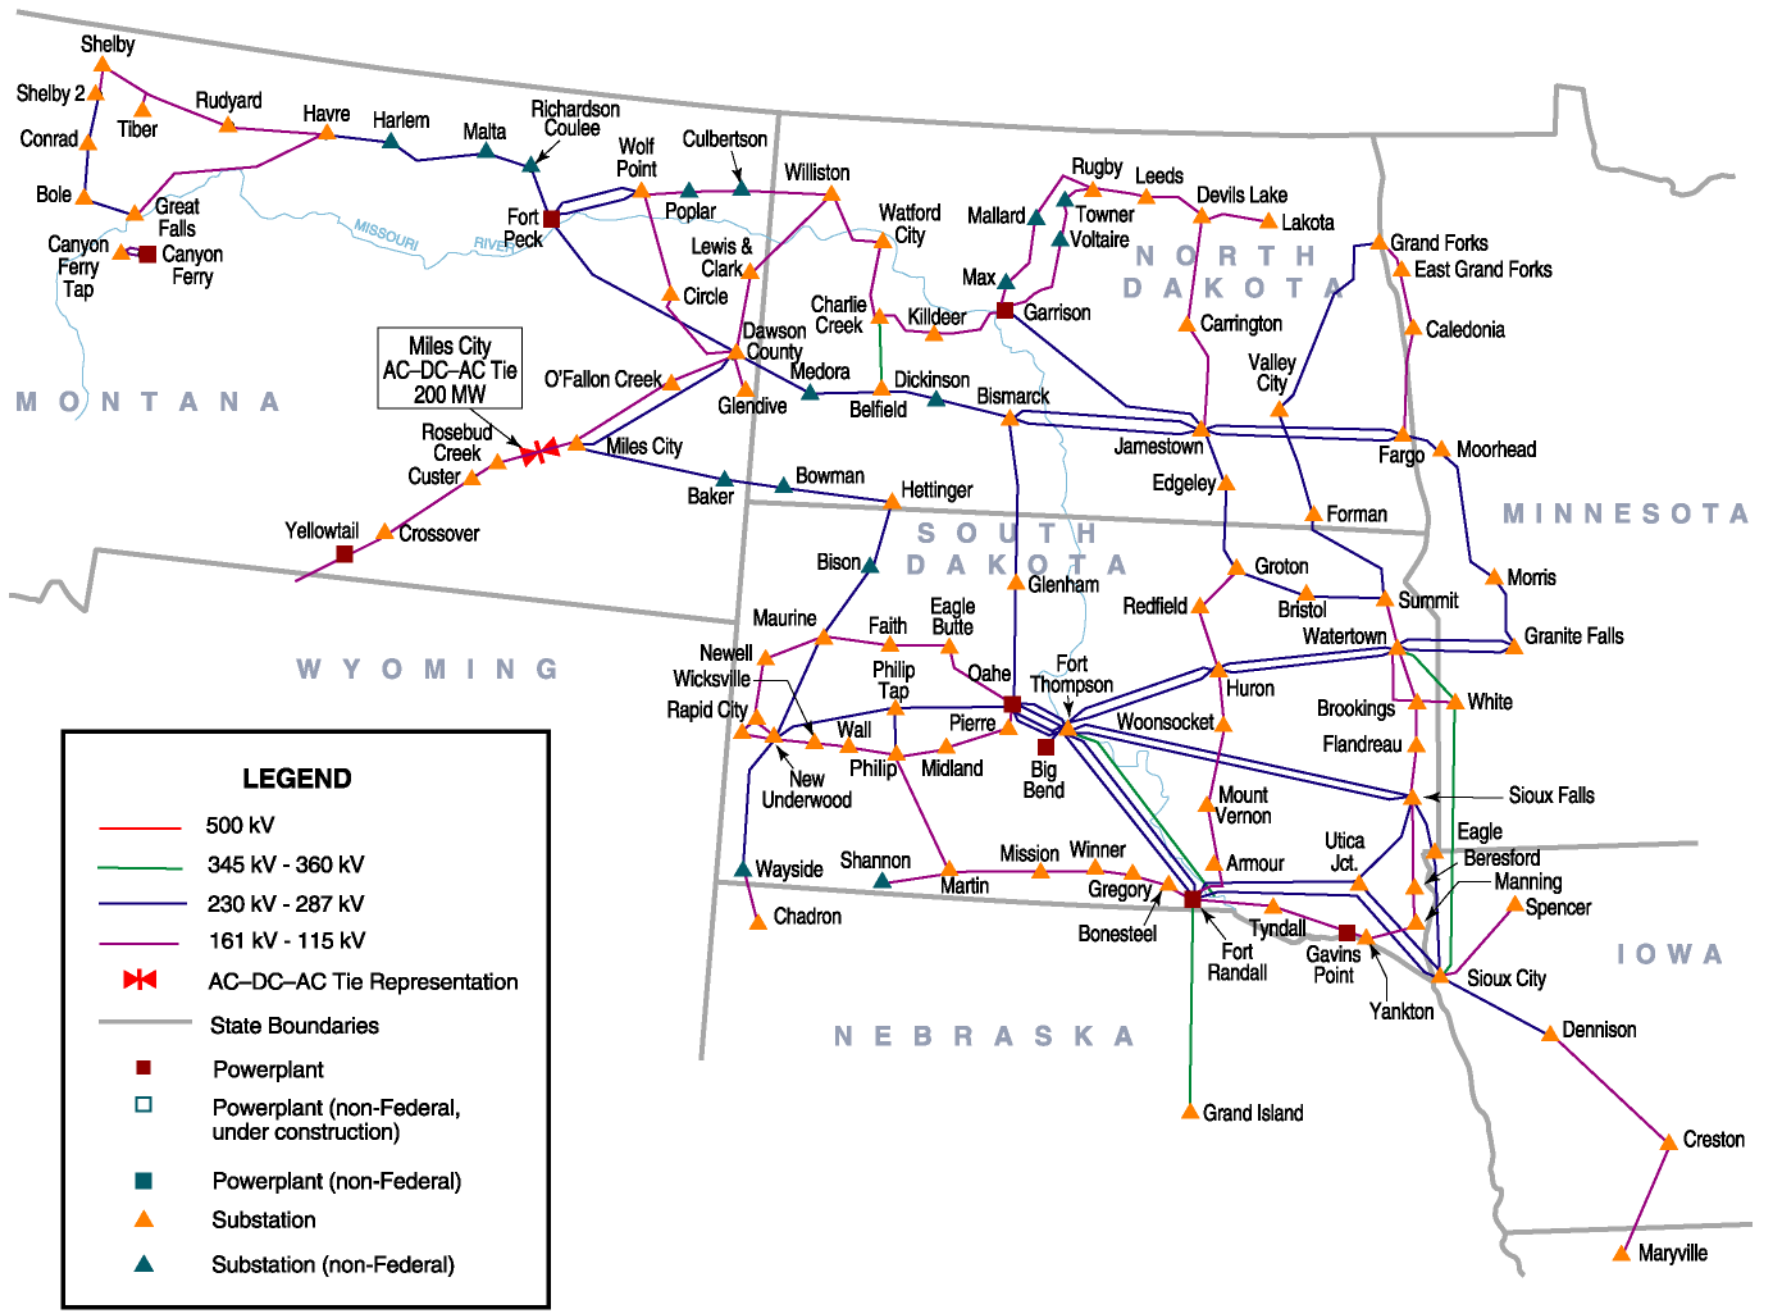 Shelby
Shelby 2
Tiber
Rudyard
Havre
Harlem
Malta
Richardson
Coulee
Conrad
Bole
Great
Falls
Canyon
Ferry
Tap
Canyon
Ferry
MISSOURI
RIVER
Fort
Peck
Wolf
Point
Culbertson
Poplar
Williston
Lewis &
Clark
Circle
Watford
City
Charlie
Creek
Killdeer
Mallard
Max
Garrison
Rugby
Towner
Voltaire
Leeds
Devils Lake
Lakota
NORTH
DAKOTA
Grand Forks
East Grand Forks
Caledonia
Carrington
Valley
City
Miles City
AC–DC–AC Tie
200 MW
MONTANA
Dawson
County
O'Fallon Creek
Glendive
Medora
Belfield
Dickinson
Bismarck
Jamestown
Fargo
Moorhead
Rosebud
Creek
Custer
Miles City
Baker
Bowman
Hettinger
Edgeley
Forman
MINNESOTA
Yellowtail
Crossover
SOUTH
DAKOTA
Bison
Glenham
Groton
Bristol
Summit
Morris
Redfield
Watertown
Granite Falls
WYOMING
Maurine
Faith
Eagle
Butte
Newell
Wicksville
Philip
Tap
Oahe
Fort
Thompson
Huron
Rapid City
Wall
Pierre
Philip
Midland
Woonsocket
Brookings
White
Flandreau
New
Underwood
Big
Bend
Mount
Vernon
Sioux Falls
Utica
Jct.
Eagle
Beresford
Manning
Spencer
Wayside
Shannon
Martin
Mission
Winner
Gregory
Armour
Chadron
Bonesteel
Fort
Randall
Tyndall
Gavins
Point
Yankton
Sioux City
IOWA
NEBRASKA
Dennison
Grand Island
Creston
Maryville
LEGEND
500 kV
345 kV - 360 kV
230 kV - 287 kV
161 kV - 115 kV
AC–DC–AC Tie Representation
State Boundaries
Powerplant
Powerplant (non-Federal,
under construction)
Powerplant (non-Federal)
Substation
Substation (non-Federal)